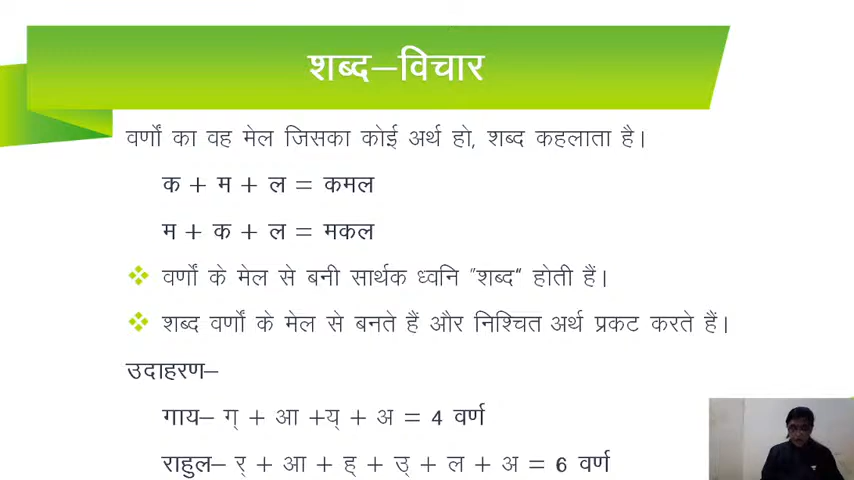 शब्द–विचार
वर्णों का वह मेल जिसका कोई अर्थ हो, शब्द कहलाता है।
क + म + ल = कमल
म + क + ल = मकल
वर्णों के मेल से बनी सार्थक ध्वनि "शब्द" होती हैं।
शब्द वर्णों के मेल से बनते हैं और निश्चित अर्थ प्रकट करते हैं।
उदाहरण–
गाय– ग् + आ +य् + अ = 4 वर्ण
राहुल– र् + आ + ह् + उ् + ल + अ = 6 वर्ण